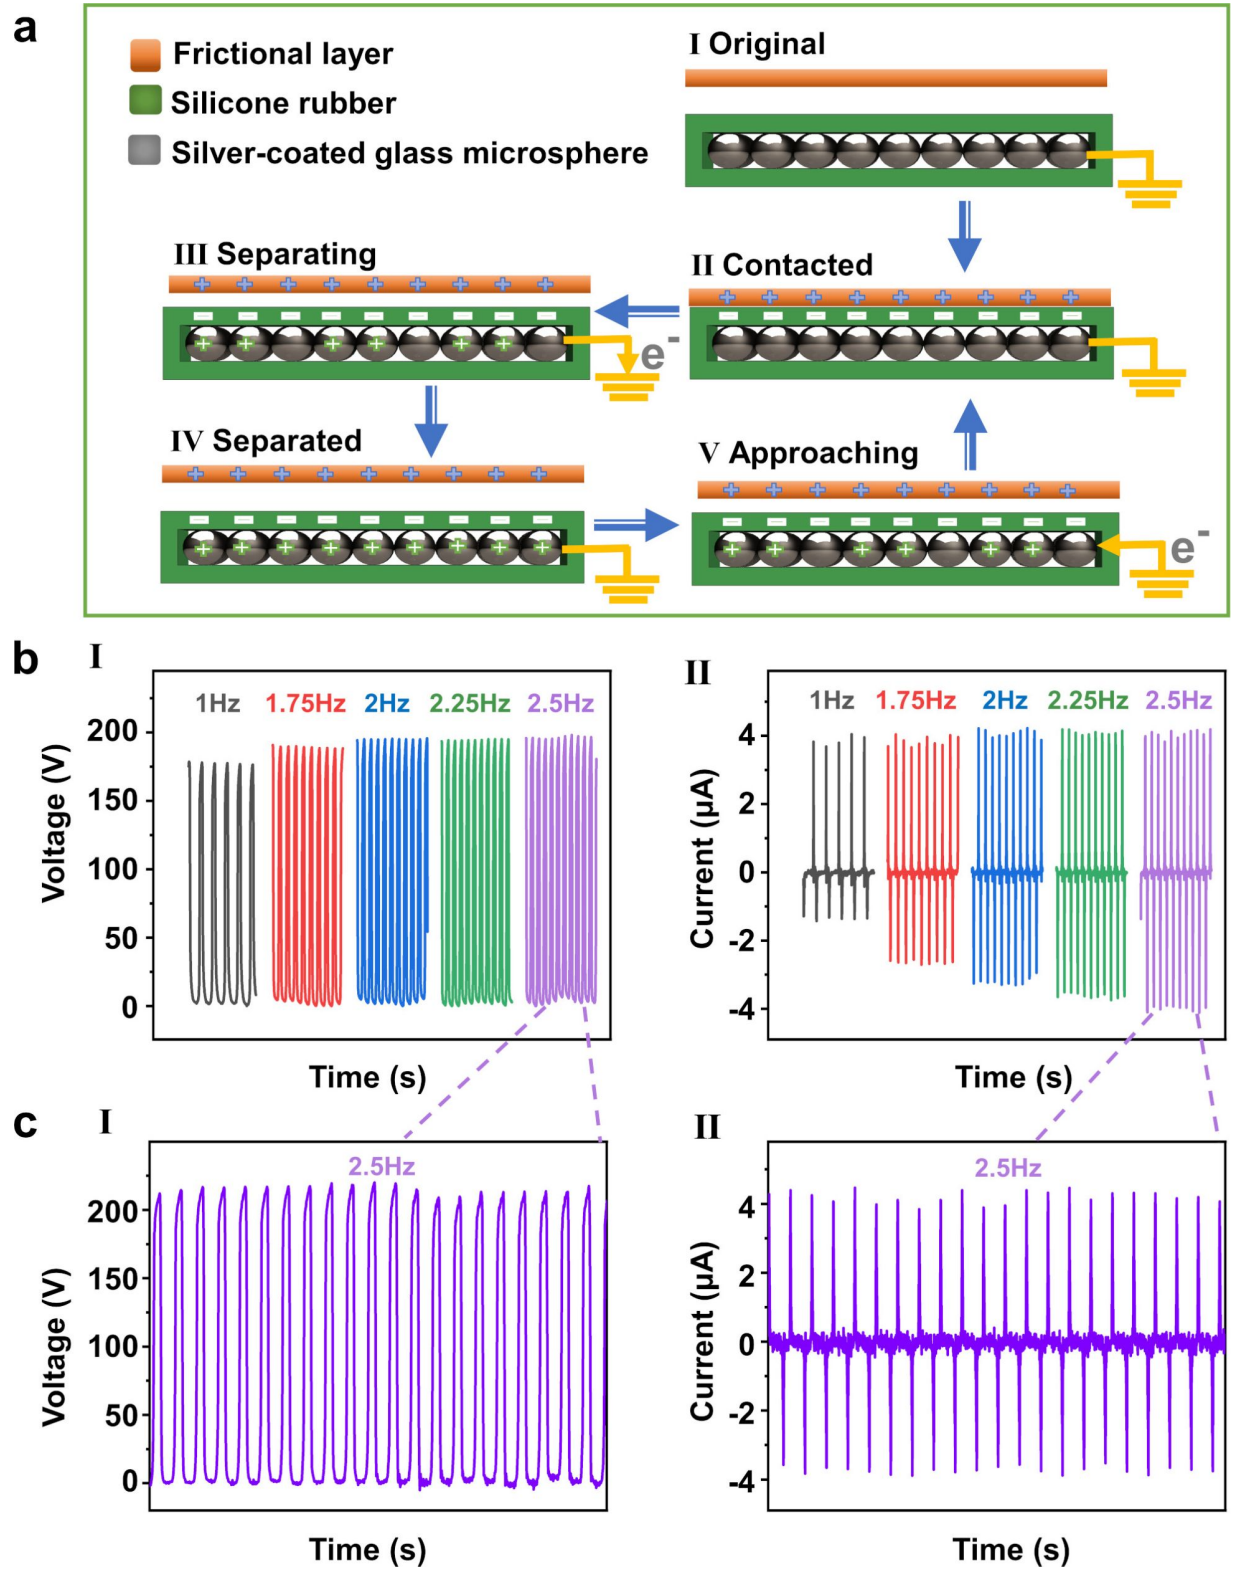 a
Frictional layer
Silicone rubber
Silver-coated glass microsphere
I Original
III Separating
II Contacted
e-
IV Separated
V Approaching
e-
b
I
1Hz 1.75Hz 2Hz 2.25Hz 2.5Hz
200
150
100
50
0
Voltage (V)
Time (s)
II
1Hz 1.75Hz 2Hz 2.25Hz 2.5Hz
4
2
0
-2
-4
Current (µA)
Time (s)
c
I
2.5Hz
200
150
100
50
0
Voltage (V)
Time (s)
II
2.5Hz
4
2
0
-2
-4
Current (µA)
Time (s)